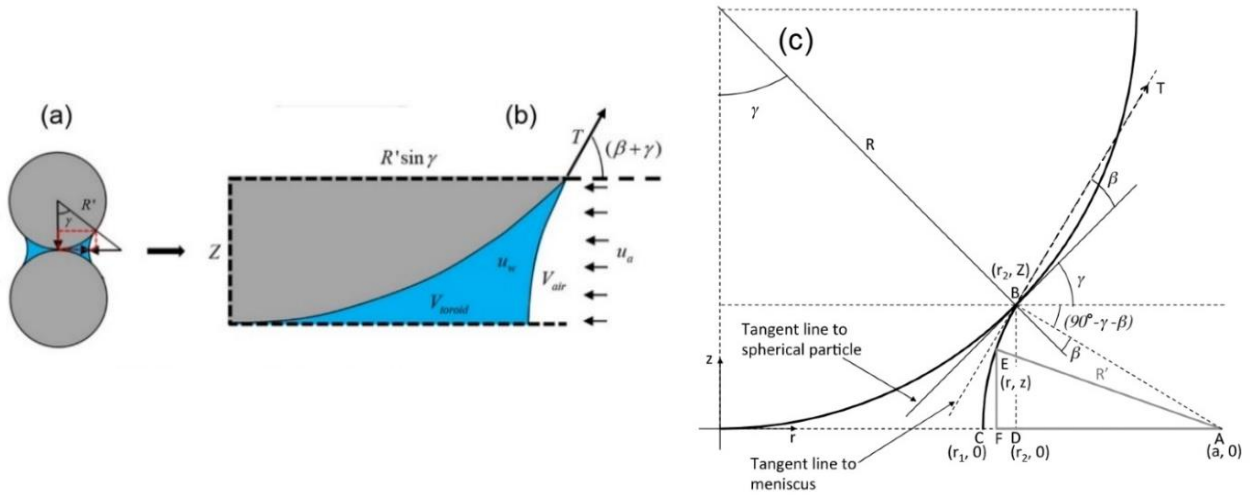 (a)
R'
γ
(b)
R' sin γ
T
(β+γ)
Z
u_w
V_toroid
V_air
u_a
(c)
γ
R
T
β
(r₂, Z)
B
γ
(90°-γ-β)
β
Tangent line to
spherical particle
z
E
(r, z)
R'
r
C
F
D
A
(r₁, 0)
(r₂, 0)
(a, 0)
Tangent line to
meniscus